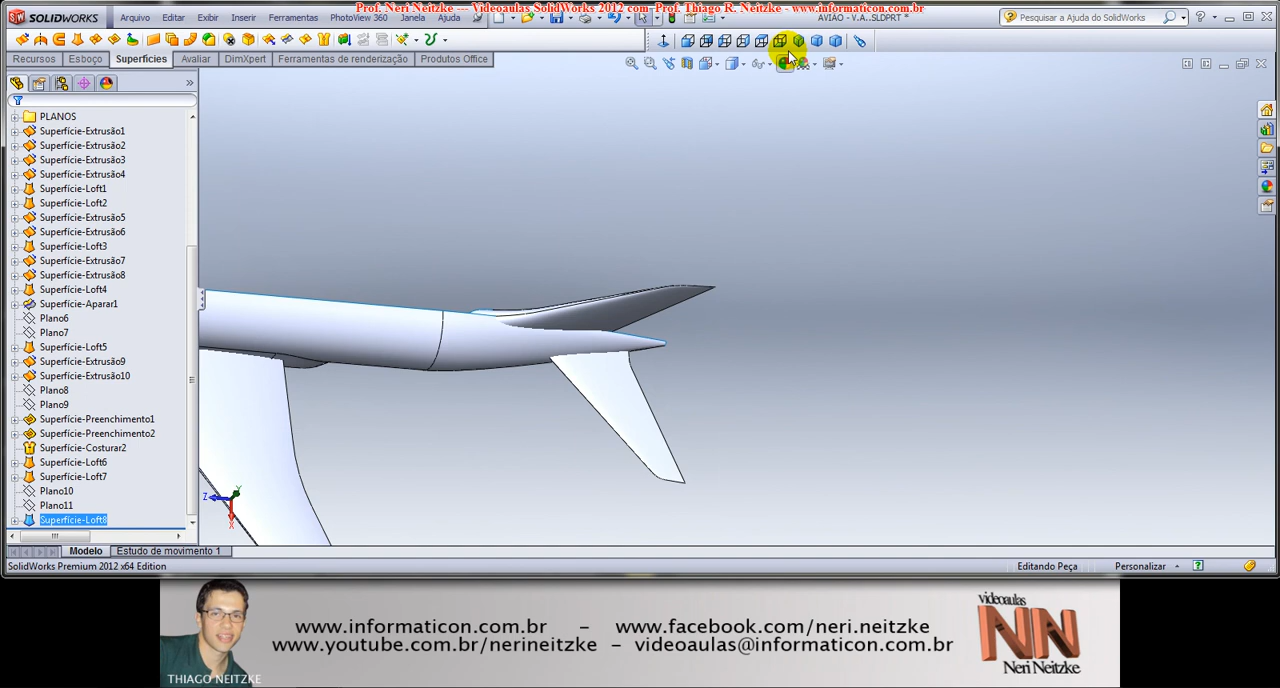 Prof. Neri Neitzke --- Videoaulas SolidWorks 2012 com Prof. Thiago R. Neitzke - www.informaticon.com.br
SOLIDWORKS
Arquivo Editar Exibir Inserir Ferramentas PhotoView 360 Janela Ajuda
AVIÃO - V.A...SLDPRT *
Pesquisar a Ajuda do SolidWorks
Recursos Esboço Superfícies Avaliar DimXpert Ferramentas de renderização Produtos Office
PLANOS
Superfície-Extrusão1
Superfície-Extrusão2
Superfície-Extrusão3
Superfície-Extrusão4
Superfície-Loft1
Superfície-Loft2
Superfície-Extrusão5
Superfície-Extrusão6
Superfície-Loft3
Superfície-Extrusão7
Superfície-Extrusão8
Superfície-Loft4
Superfície-Aparar1
Plano6
Plano7
Superfície-Loft5
Superfície-Extrusão9
Superfície-Extrusão10
Plano8
Plano9
Superfície-Preenchimento1
Superfície-Preenchimento2
Superfície-Costurar2
Superfície-Loft6
Superfície-Loft7
Plano10
Plano11
Superfície-Loft8
Y
Z
X
Modelo Estudo de movimento 1
SolidWorks Premium 2012 x64 Edition
Editando Peça Personalizar
www.informaticon.com.br - www.facebook.com/neri.neitzke
www.youtube.com.br/nerineitzke - videoaulas@informaticon.com.br
THIAGO NEITZKE
videoaulas
NN
Neri Neitzke